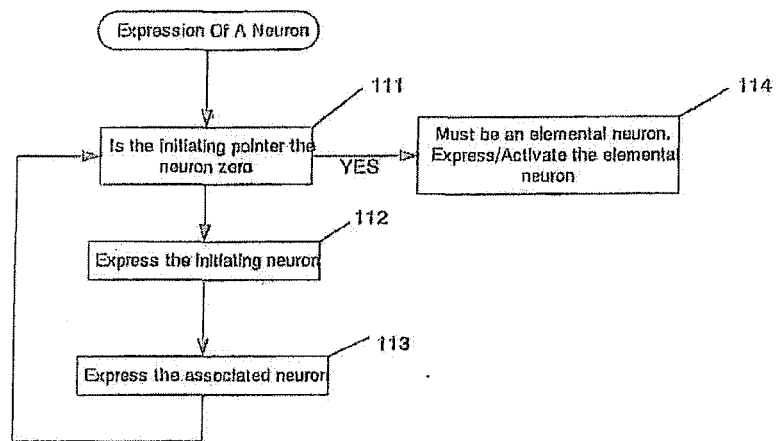 Expression Of A Neuron
111
114
Is the initiating pointer the
neuron zero
YES
Must be an elemental neuron.
Express/Activate the elemental
neuron
112
Express the initiating neuron
113
Express the associated neuron